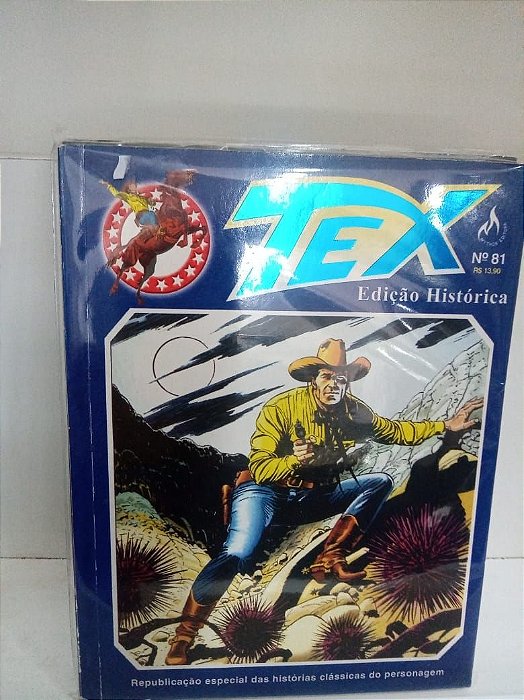 TEX
Nº 81
R$ 13,90
Edição Histórica
Republicação especial das histórias clássicas do personagem